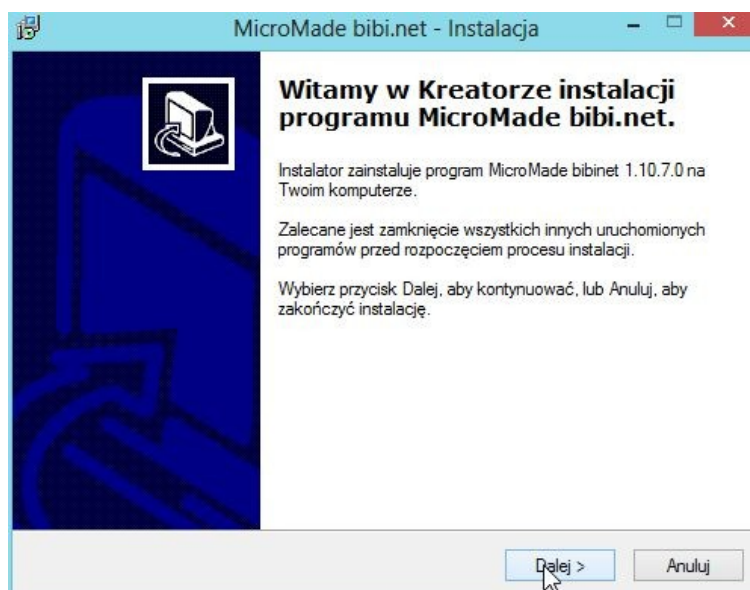 MicroMade bibi.net - Instalacja
Witamy w Kreatorze instalacji
programu MicroMade bibi.net.
Instalator zainstaluje program MicroMade bibinet 1.10.7.0 na
Twoim komputerze.
Zalecane jest zamknięcie wszystkich innych uruchomionych
programów przed rozpoczęciem procesu instalacji.
Wybierz przycisk Dalej, aby kontynuować, lub Anuluj, aby
zakończyć instalację.
Dalej >
Anuluj